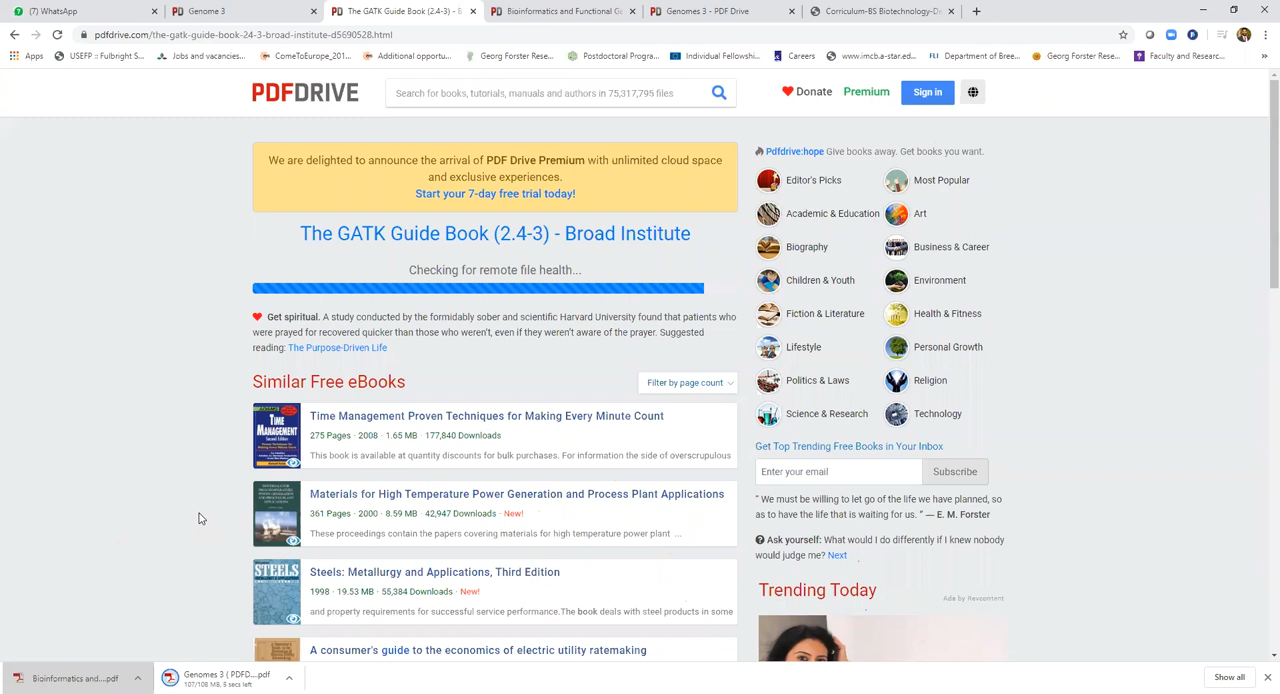 WhatsApp
Genome 3
The GATK Guide Book (2.4-3) - B
Bioinformatics and Functional Ge
Genomes 3 - PDF Drive
Corriculum-BS Biotechnology-De
pdfdrive.com/the-gatk-guide-book-24-3-broad-institute-d5690528.html
Apps
USEFP :: Fulbright S...
Jobs and vacancies...
ComeToEurope_201...
Additional opportu...
Georg Forster Rese...
Postdoctoral Progra...
Individual Fellowshi...
Careers
www.imcb.a-star.ed...
FLI
Department of Bree...
Georg Forster Rese...
Faculty and Researc...
PDFDRIVE
Search for books, tutorials, manuals and authors in 75,317,795 files
Donate
Premium
Sign in
We are delighted to announce the arrival of PDF Drive Premium with unlimited cloud space
and exclusive experiences.
Start your 7-day free trial today!
The GATK Guide Book (2.4-3) - Broad Institute
Checking for remote file health...
Get spiritual. A study conducted by the formidably sober and scientific Harvard University found that patients who
were prayed for recovered quicker than those who weren't, even if they weren't aware of the prayer. Suggested
reading: The Purpose-Driven Life
Similar Free eBooks
Filter by page count
TIME
MANAGEMENT
Time Management Proven Techniques for Making Every Minute Count
275 Pages · 2008 · 1.65 MB · 177,840 Downloads
This book is available at quantity discounts for bulk purchases. For information the side of overscrupulous
Materials for High Temperature Power Generation and Process Plant Applications
361 Pages · 2000 · 8.59 MB · 42,947 Downloads · New!
These proceedings contain the papers covering materials for high temperature power plant ...
STEELS
Steels: Metallurgy and Applications, Third Edition
1998 · 19.53 MB · 55,384 Downloads · New!
and property requirements for successful service performance.The book deals with steel products in some
A consumer's guide to the economics of electric utility ratemaking
Pdfdrive:hope Give books away. Get books you want.
Editor's Picks
Most Popular
Academic & Education
Art
Biography
Business & Career
Children & Youth
Environment
Fiction & Literature
Health & Fitness
Lifestyle
Personal Growth
Politics & Laws
Religion
Science & Research
Technology
Get Top Trending Free Books in Your Inbox
Enter your email
Subscribe
" We must be willing to let go of the life we have planned, so
as to have the life that is waiting for us. " — E. M. Forster
Ask yourself: What would I do differently if I knew nobody
would judge me? Next
Trending Today
Ads by Revcontent
Bioinformatics and....pdf
Genomes 3 ( PDFD....pdf
107/108 MB, 5 secs left
Show all